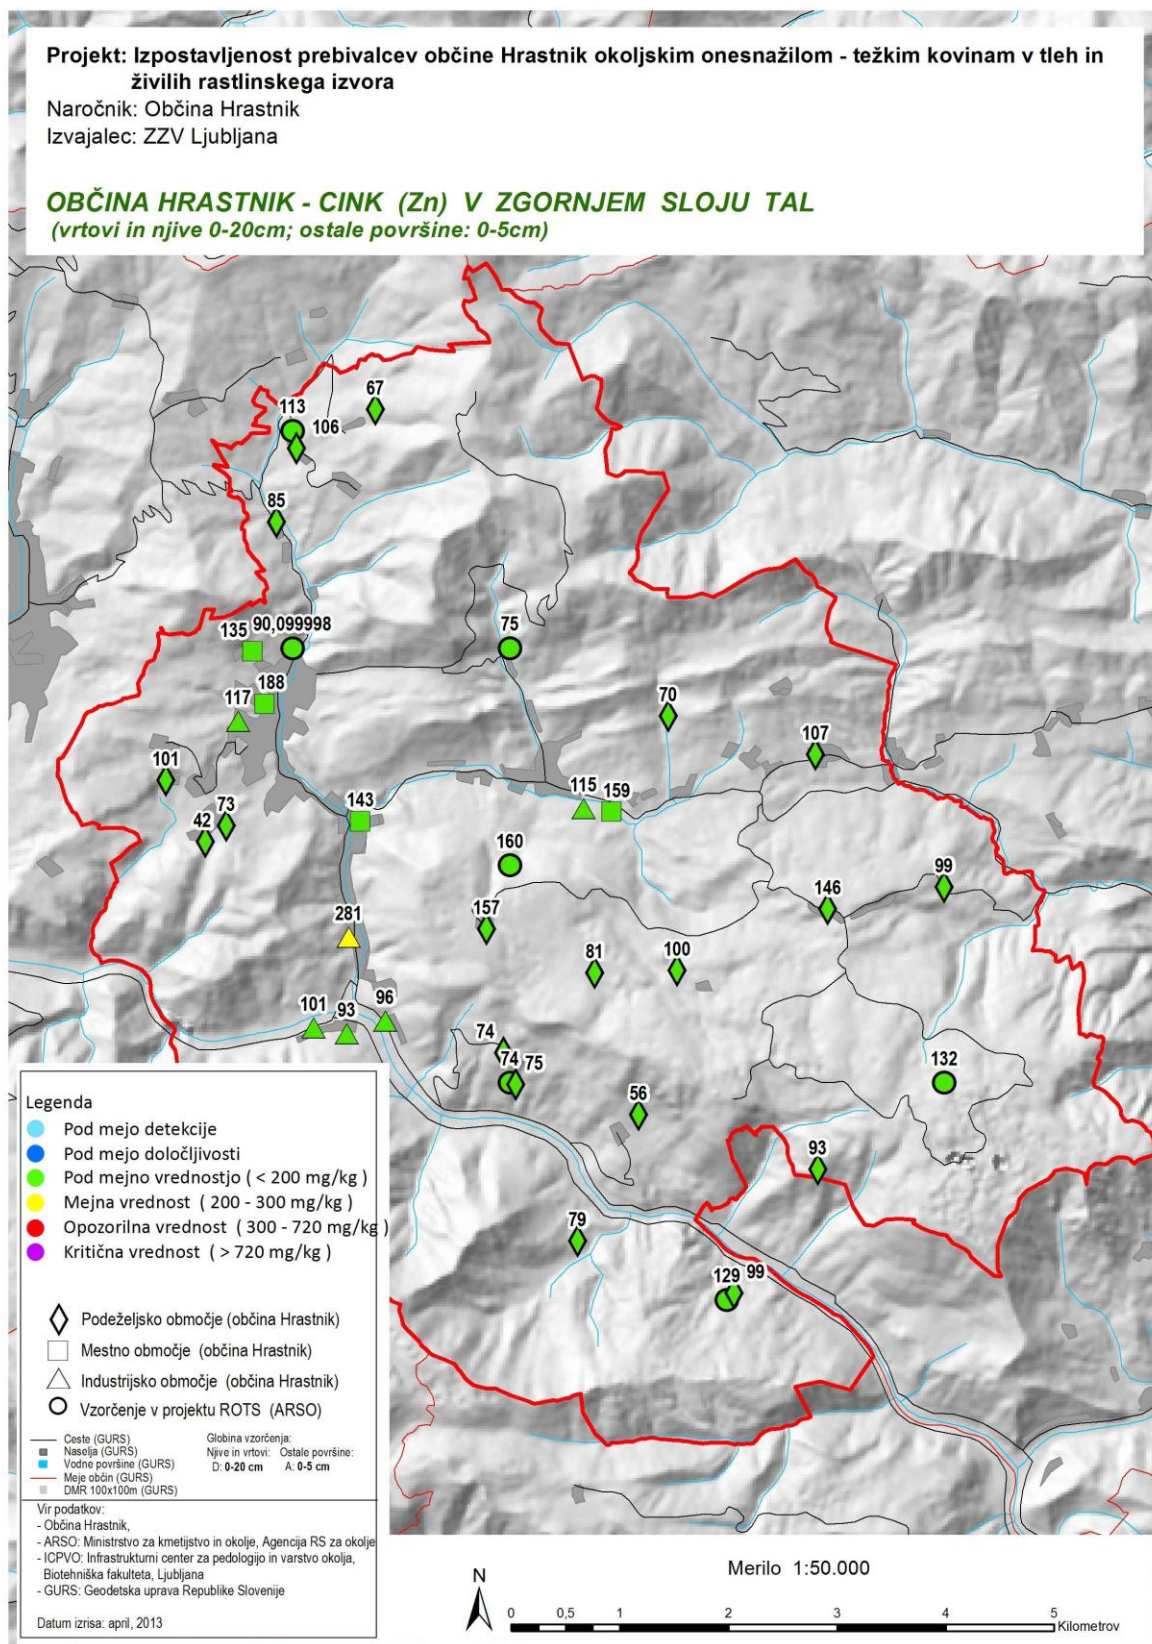 Projekt: Izpostavljenost prebivalcev občine Hrastnik okoljskim onesnažilom - težkim kovinam v tleh in
živilih rastlinskega izvora
Naročnik: Občina Hrastnik
Izvajalec: ZZV Ljubljana
OBČINA HRASTNIK - CINK (Zn) V ZGORNJEM SLOJU TAL
(vrtovi in njive 0-20cm; ostale površine: 0-5cm)
67
113
106
85
135
90,099998
75
188
117
70
107
101
73
42
143
115
159
160
99
146
157
281
81
100
101
93
96
74
74
75
132
56
93
79
129
99
Legenda
Pod mejo detekcije
Pod mejo določljivosti
Pod mejno vrednostjo ( < 200 mg/kg )
Mejna vrednost ( 200 - 300 mg/kg )
Opozorilna vrednost ( 300 - 720 mg/kg )
Kritična vrednost ( > 720 mg/kg )
Podeželjsko območje (občina Hrastnik)
Mestno območje (občina Hrastnik)
Industrijsko območje (občina Hrastnik)
Vzorčenje v projektu ROTS (ARSO)
Ceste (GURS)
Naselja (GURS)
Vodne površine (GURS)
Meje občin (GURS)
DMR 100x100m (GURS)
Globina vzorčenja:
Njive in vrtovi: Ostale površine:
D: 0-20 cm A: 0-5 cm
Vir podatkov:
- Občina Hrastnik,
- ARSO: Ministrstvo za kmetijstvo in okolje, Agencija RS za okolje
- ICPVO: Infrastrukturni center za pedologijo in varstvo okolja,
Biotehniška fakulteta, Ljubljana
- GURS: Geodetska uprava Republike Slovenije
Datum izrisa: april, 2013
N
Merilo 1:50.000
0 0,5 1 2 3 4 5
Kilometrov